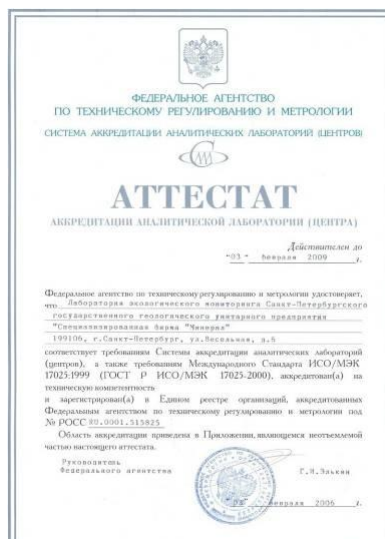 ФЕДЕРАЛЬНОЕ АГЕНТСТВО
ПО ТЕХНИЧЕСКОМУ РЕГУЛИРОВАНИЮ И МЕТРОЛОГИИ
СИСТЕМА АККРЕДИТАЦИИ АНАЛИТИЧЕСКИХ ЛАБОРАТОРИЙ (ЦЕНТРОВ)
АТТЕСТАТ
АККРЕДИТАЦИИ АНАЛИТИЧЕСКОЙ ЛАБОРАТОРИИ (ЦЕНТРА)
Действителен до
"03 " февраля 2009 г.
Федеральное агентство по техническому регулированию и метрологии удостоверяет,
что Лаборатория экологического мониторинга Санкт-Петербургского
государственного геологического унитарного предприятия
"Специализированная фирма "Минерал"
199106, г.Санкт-Петербург, ул.Весельная, д.6
соответствует требованиям Системы аккредитации аналитических лабораторий
(центров), а также требованиям Международного Стандарта ИСО/МЭК
17025:1999 (ГОСТ Р ИСО/МЭК 17025-2000), аккредитован(а) на
техническую компетентность
и зарегистрирован(а) в Едином реестре организаций, аккредитованных
Федеральным агентством по техническому регулированию и метрологии под
№ РОСС RU.0001.515825
Область аккредитации приведена в Приложении, являющемся неотъемлемой
частью настоящего аттестата.
Руководитель
Федерального агентства Г.И.Элькин
февраля 2006 г.